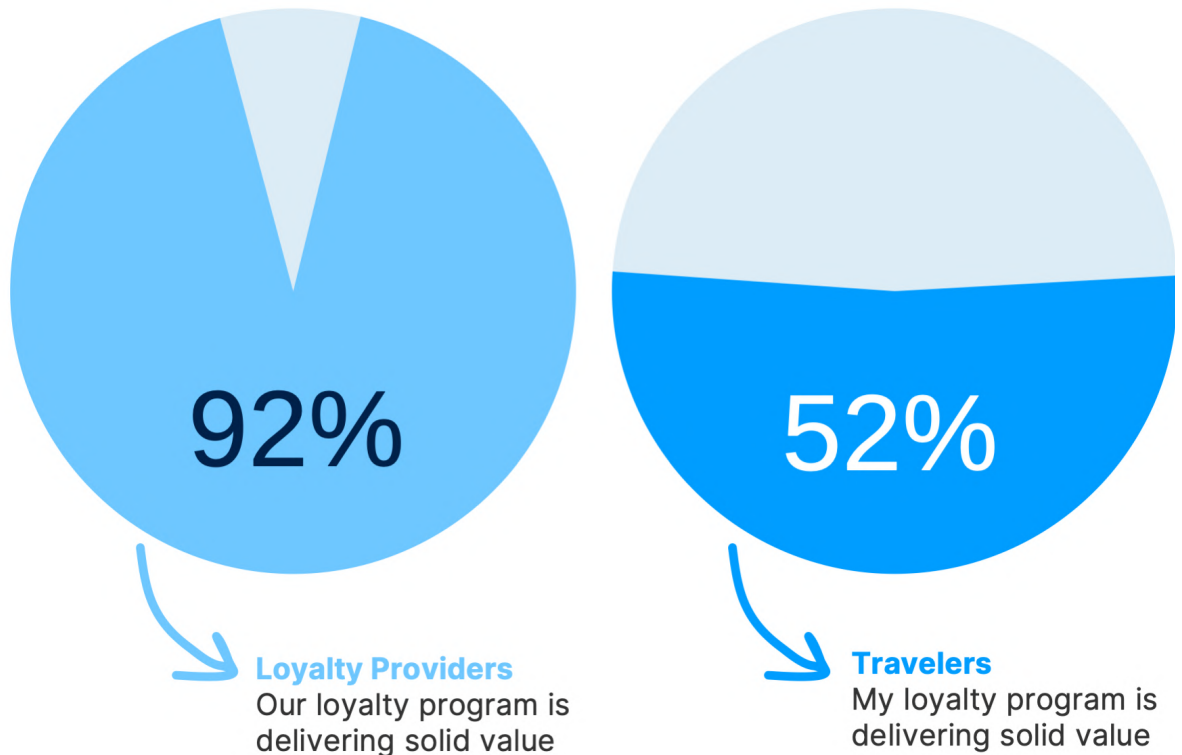 92%
Loyalty Providers
Our loyalty program is
delivering solid value
52%
Travelers
My loyalty program is
delivering solid value